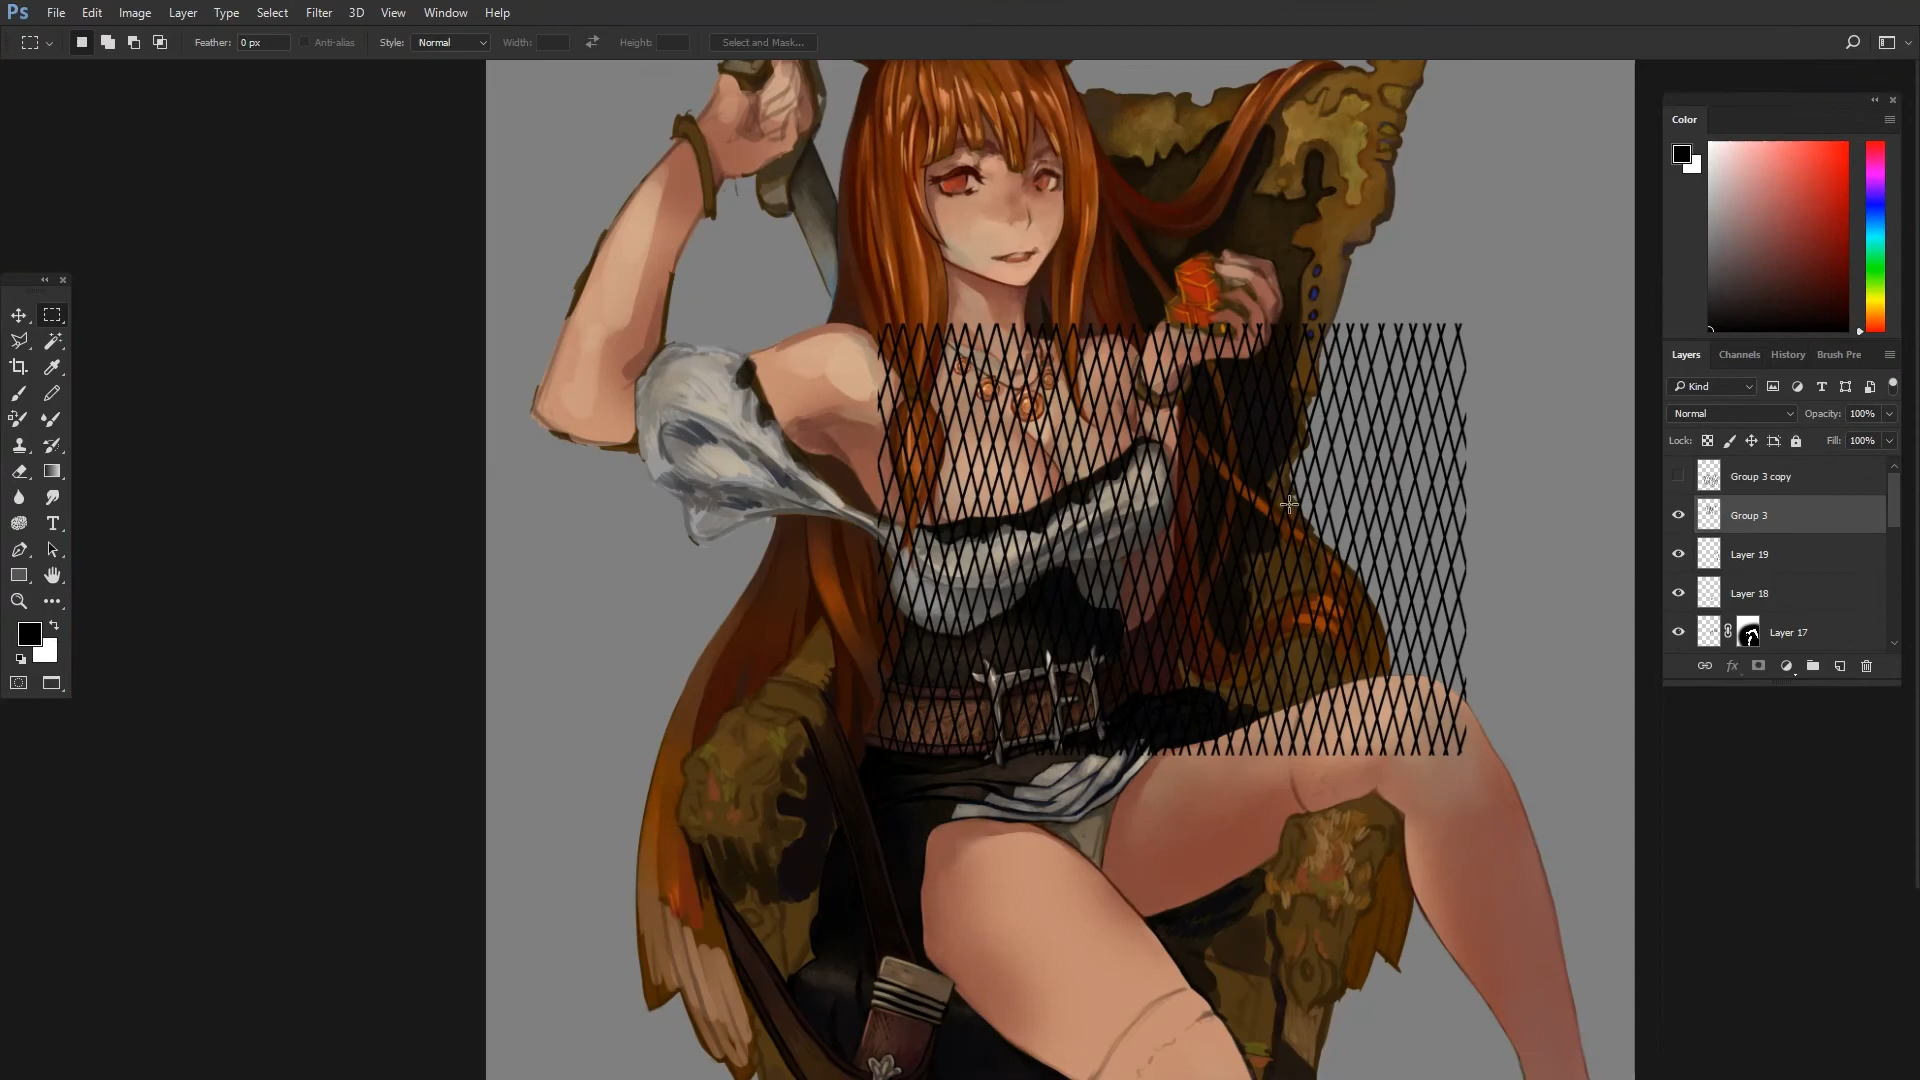 Ps File Edit Image Layer Type Select Filter 3D View Window Help
Feather: 0 px Anti-alias Style: Normal Width: Height: Select and Mask...
Color
Layers Channels History Brush Pre
Kind
Normal Opacity: 100%
Lock: Fill: 100%
Group 3 copy
Group 3
Layer 19
Layer 18
Layer 17